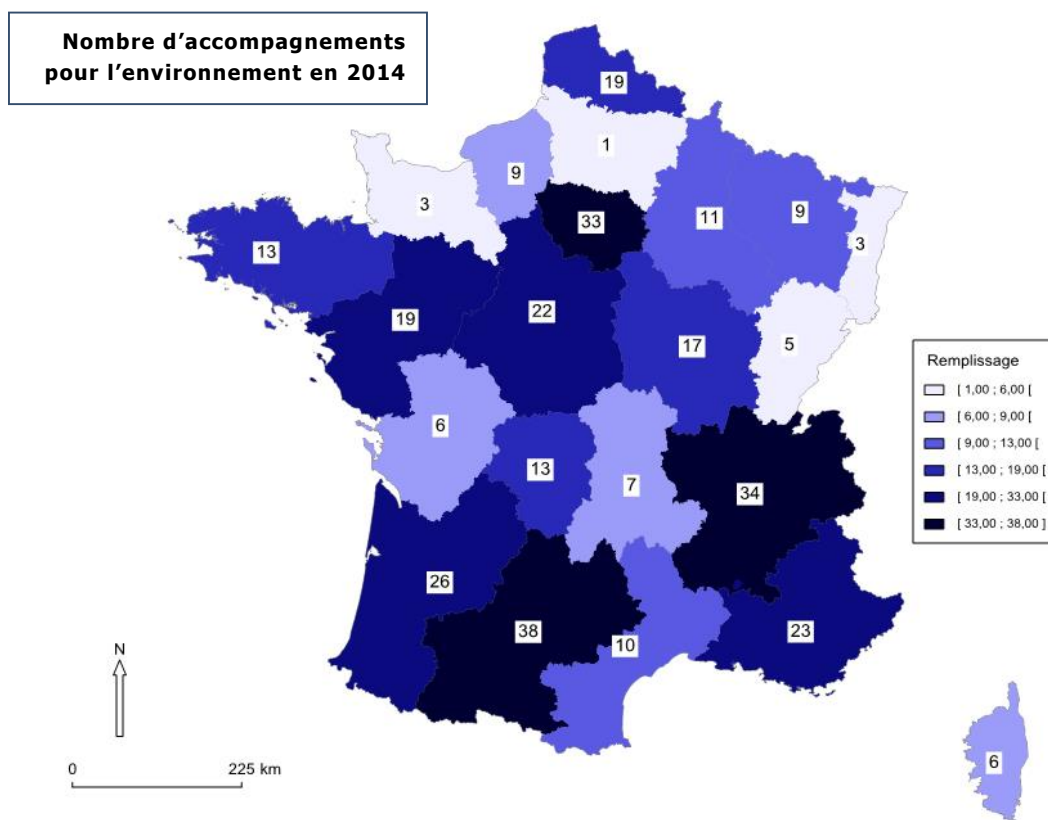 Nombre d’accompagnements
pour l’environnement en 2014
19
1
9
3
33
11
9
3
13
19
22
17
5
6
13
7
34
26
38
10
23
6
Remplissage
[ 1,00 ; 6,00 [
[ 6,00 ; 9,00 [
[ 9,00 ; 13,00 [
[ 13,00 ; 19,00 [
[ 19,00 ; 33,00 [
[ 33,00 ; 38,00 ]
N
0 225 km